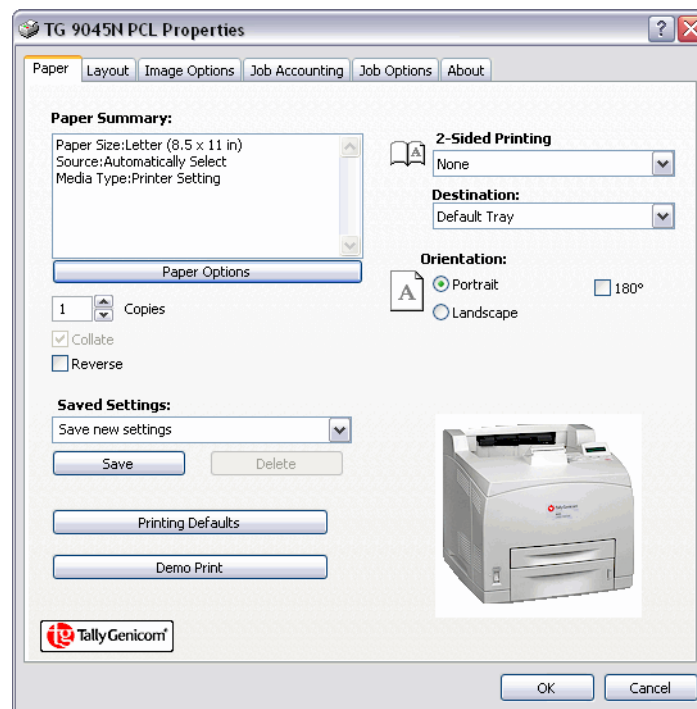 TG 9045N PCL Properties
?
Paper
Layout
Image Options
Job Accounting
Job Options
About
Paper Summary:
Paper Size:Letter (8.5 x 11 in)
Source:Automatically Select
Media Type:Printer Setting
Paper Options
1
Copies
Collate
Reverse
A
2-Sided Printing
None
Destination:
Default Tray
Orientation:
A
Portrait
180°
Landscape
Saved Settings:
Save new settings
Save
Delete
Printing Defaults
Demo Print
TallyGenicom
tg TallyGenicom®
OK
Cancel